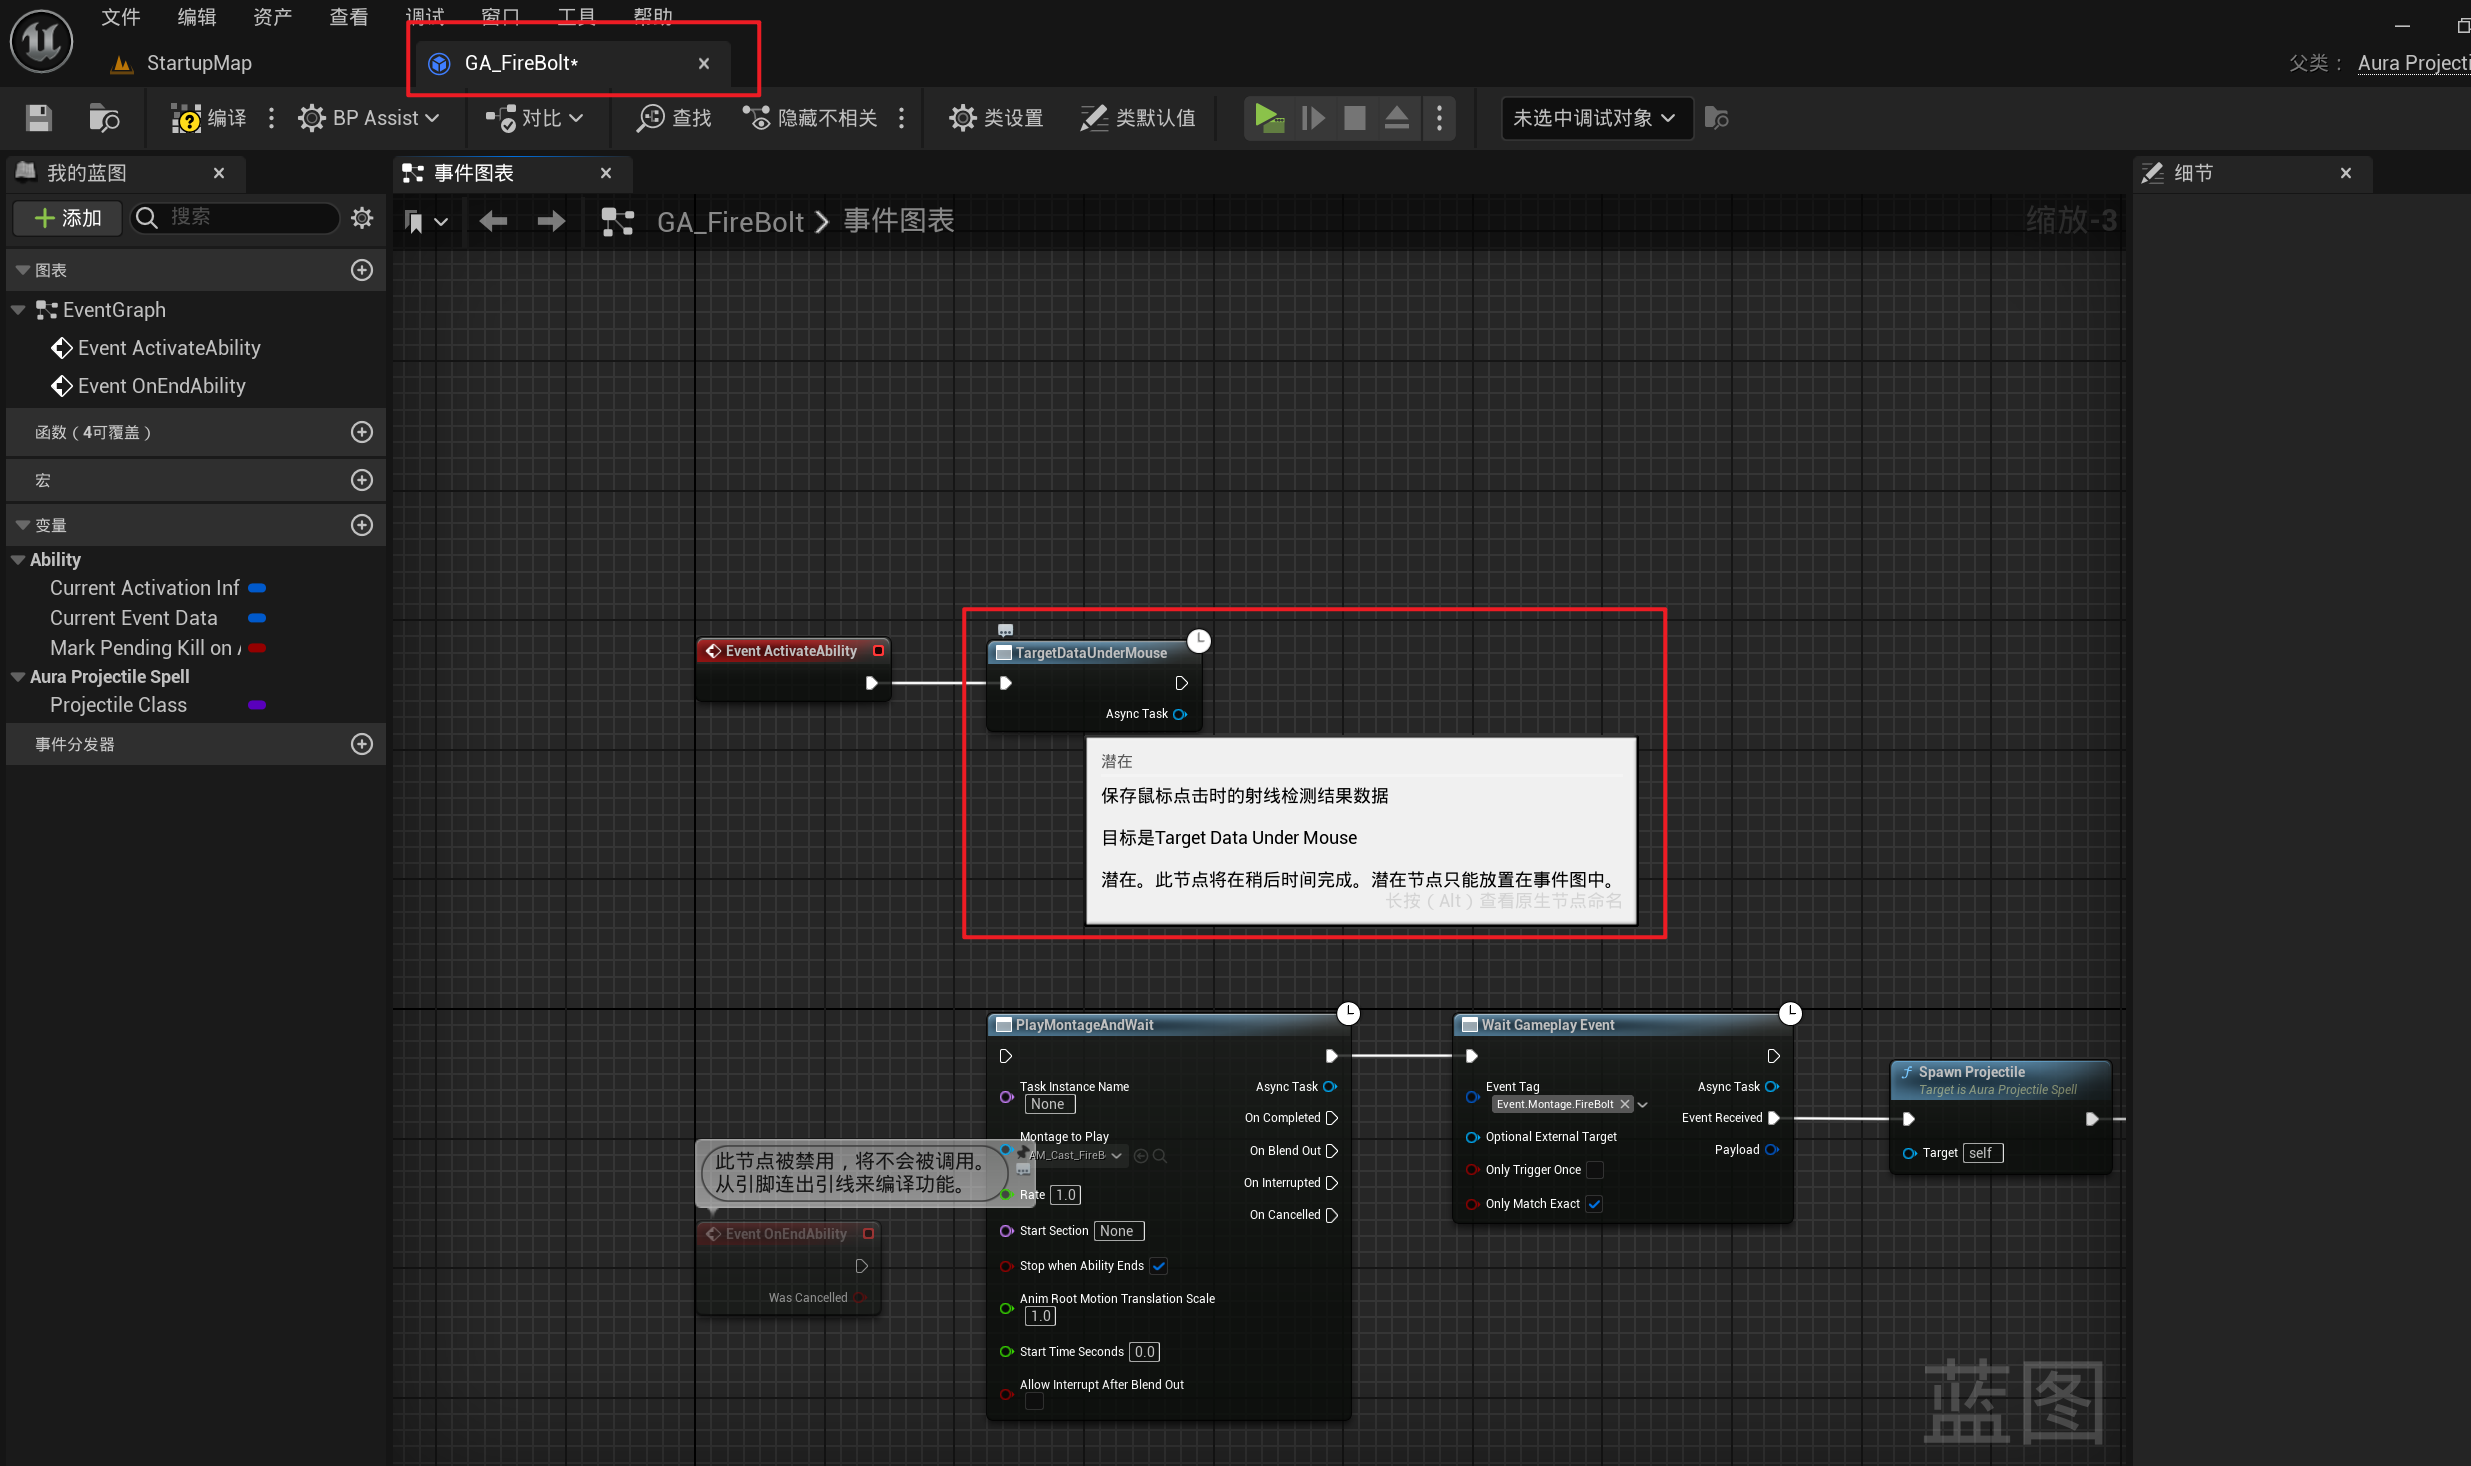 文件 编辑 资产 查看 调试 窗口 工具 帮助
StartupMap
GA_FireBolt*
父类：
Aura Projecti
编译
BP Assist
对比
查找
隐藏不相关
类设置
类默认值
未选中调试对象
我的蓝图
事件图表
细节
添加
搜索
GA_FireBolt
事件图表
缩放-3
图表
EventGraph
Event ActivateAbility
Event OnEndAbility
函数（4可覆盖）
宏
变量
Ability
Current Activation Inf
Current Event Data
Mark Pending Kill on
Aura Projectile Spell
Projectile Class
事件分发器
Event ActivateAbility
TargetDataUnderMouse
Async Task
潜在
保存鼠标点击时的射线检测结果数据
目标是Target Data Under Mouse
潜在。此节点将在稍后时间完成。潜在节点只能放置在事件图中。
长按（Alt）查看原生节点命名
PlayMontageAndWait
Task Instance Name
None
Montage to Play
AM_Cast_FireB
Rate 1.0
Start Section None
Stop when Ability Ends
Anim Root Motion Translation Scale
1.0
Start Time Seconds 0.0
Allow Interrupt After Blend Out
Async Task
On Completed
On Blend Out
On Interrupted
On Cancelled
Wait Gameplay Event
Event Tag
Event.Montage.FireBolt
Optional External Target
Only Trigger Once
Only Match Exact
Async Task
Event Received
Payload
Spawn Projectile
Target is Aura Projectile Spell
Target self
此节点被禁用，将不会被调用。
从引脚连出引线来编译功能。
Event OnEndAbility
Was Cancelled
蓝图